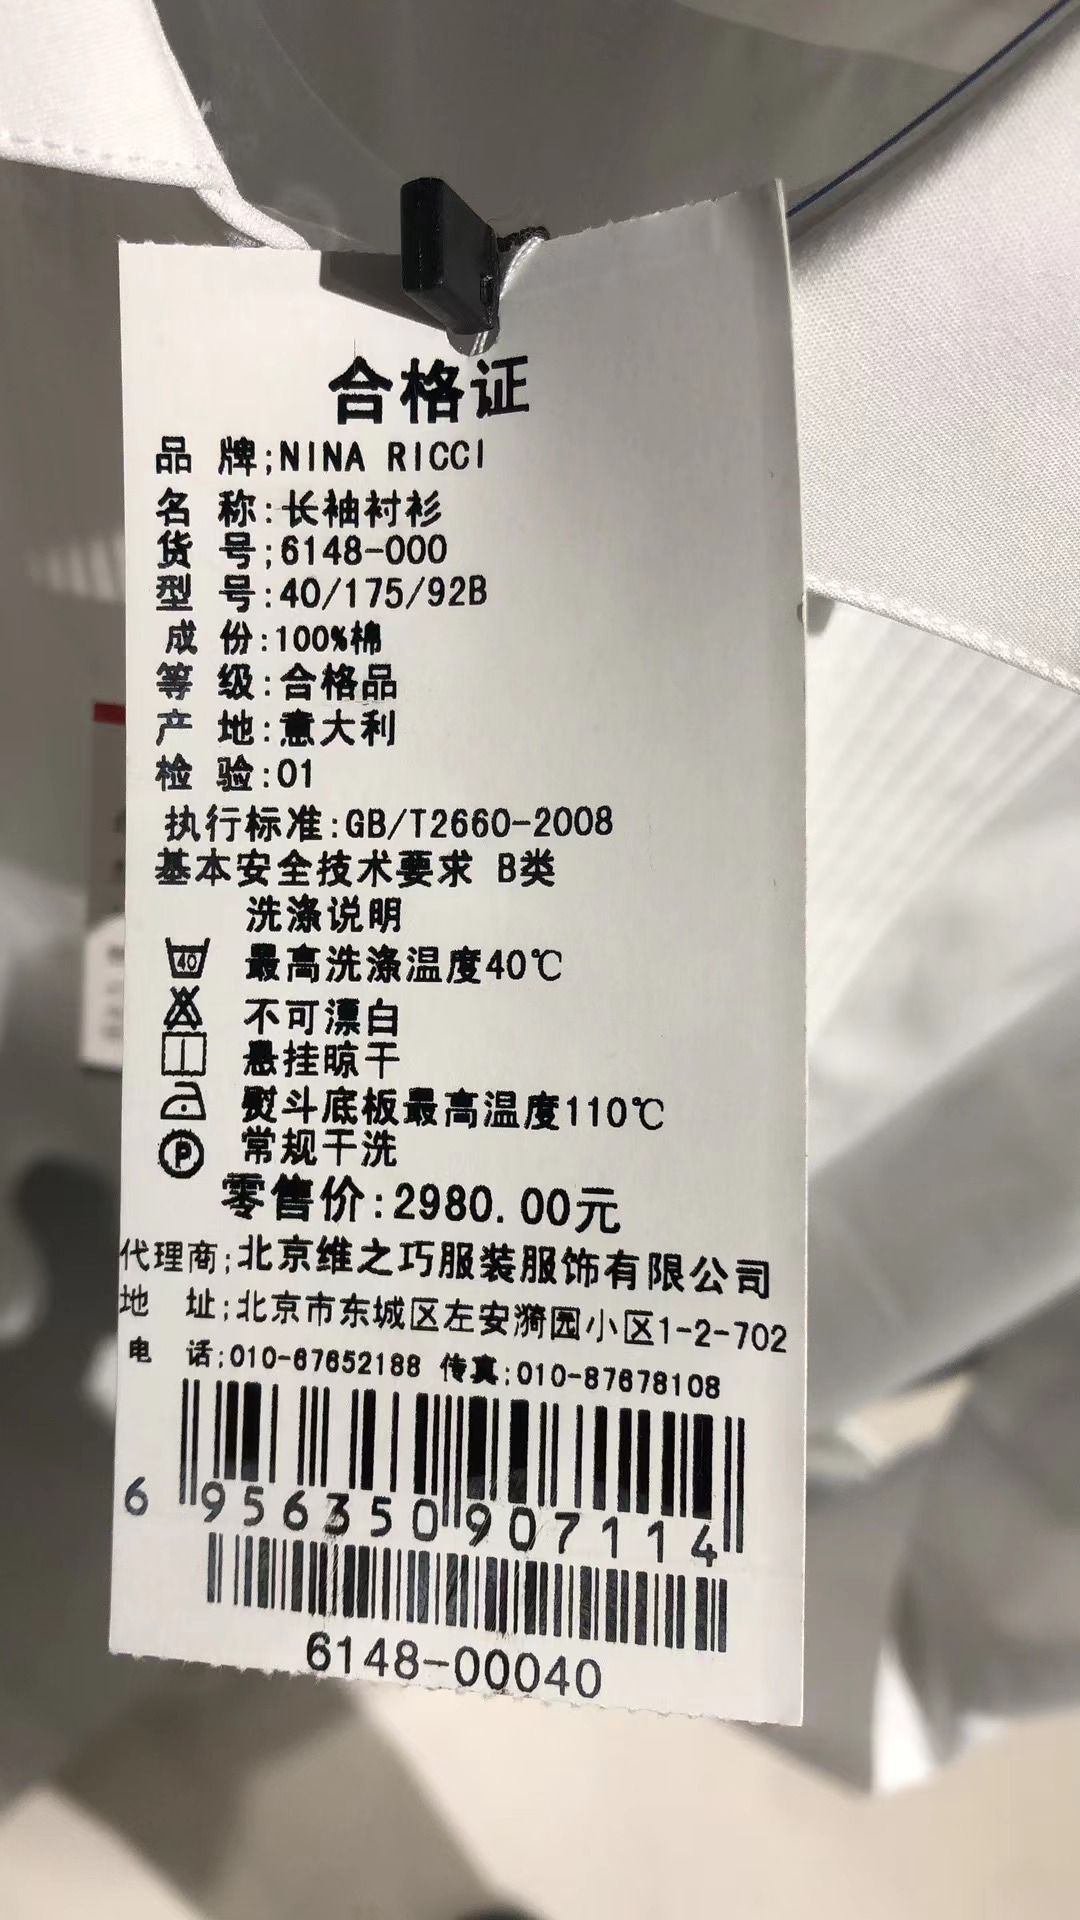 合格证
品 牌;NINA RICCI
名 称:长袖衬衫
货 号;6148-000
型 号:40/175/92B
成 份:100%棉
等 级:合格品
产 地:意大利
检 验:01
执行标准:GB/T2660-2008
基本安全技术要求 B类
洗涤说明
40 最高洗涤温度40℃
不可漂白
悬挂晾干
熨斗底板最高温度110℃
P 常规干洗
零售价:2980.00元
代理商;北京维之巧服装服饰有限公司
地 址;北京市东城区左安漪园小区1-2-702
电 话;010-67652188 传真;010-87678108
6 956350 907114
6148-00040